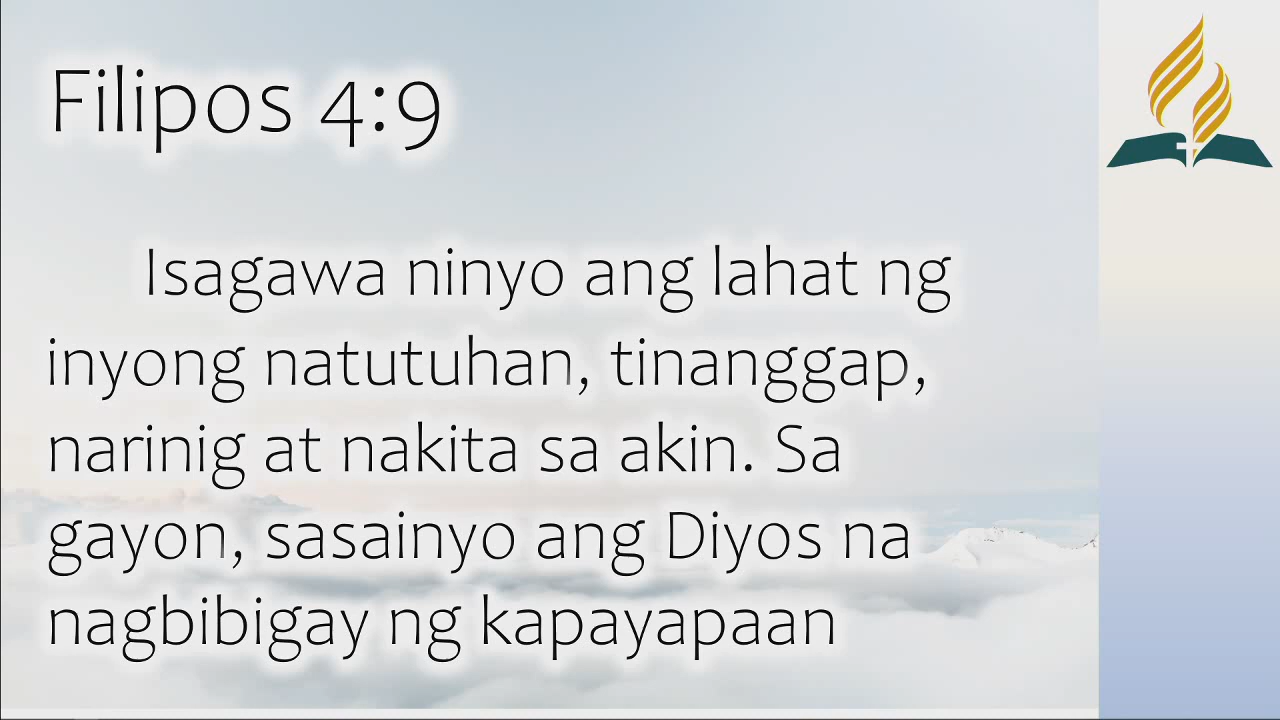 Filipos 4:9
Isagawa ninyo ang lahat ng
inyong natutuhan, tinanggap,
narinig at nakita sa akin. Sa
gayon, sasainyo ang Diyos na
nagbibigay ng kapayapaan